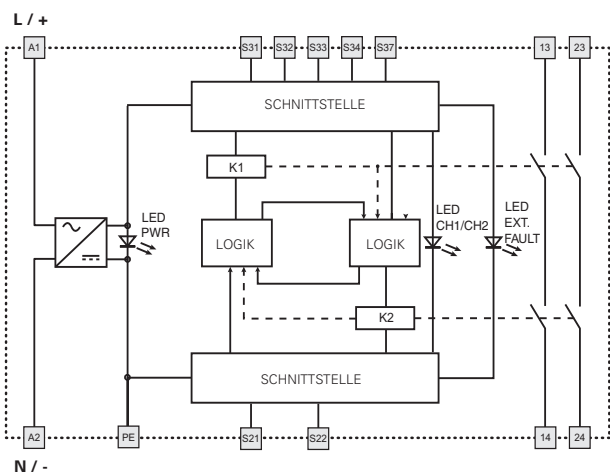 L / +
A1
S31
S32
S33
S34
S37
13
23
SCHNITTSTELLE
K1
LED
PWR
LOGIK
LOGIK
LED
CH1/CH2
LED
EXT.
FAULT
K2
SCHNITTSTELLE
A2
PE
S21
S22
14
24
N / -